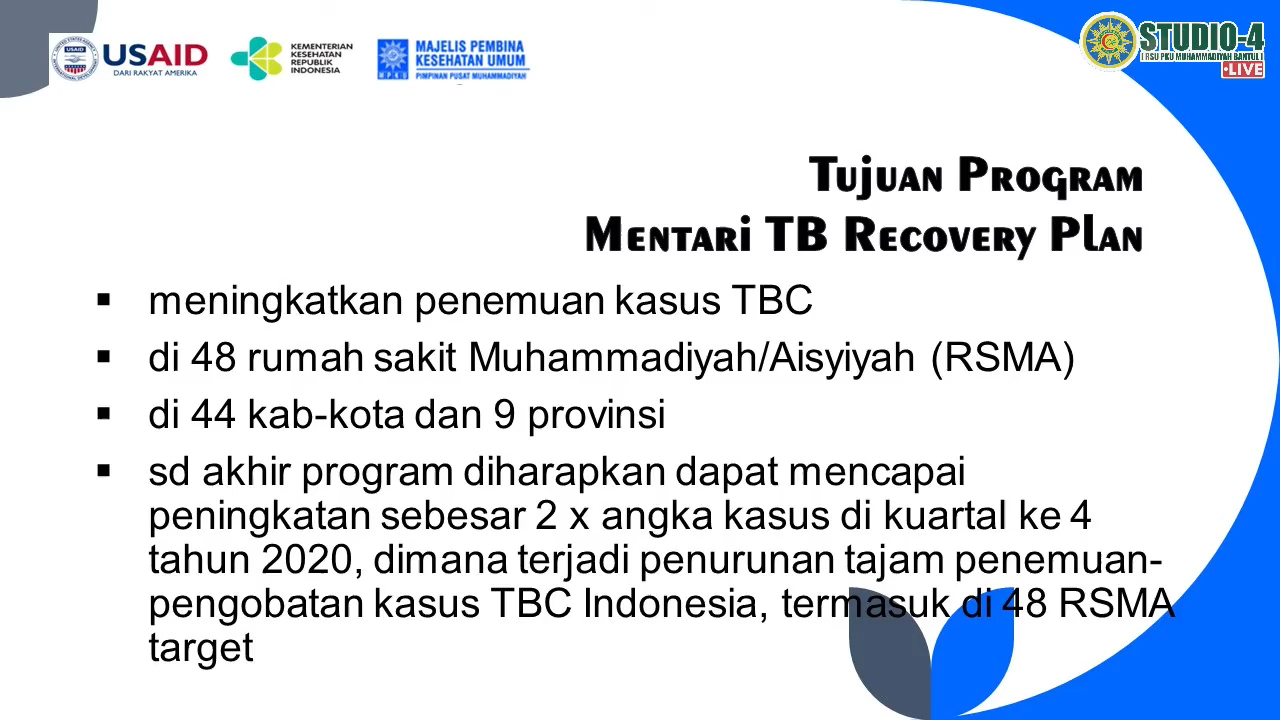 USAID
DARI RAKYAT AMERIKA
KEMENTERIAN
KESEHATAN
REPUBLIK
INDONESIA
MPKU
MAJELIS PEMBINA
KESEHATAN UMUM
PIMPINAN PUSAT MUHAMMADIYAH
STUDIO-4
RSU PKU MUHAMMADIYAH BANTUL
LIVE
Tujuan Program
Mentari TB Recovery Plan
▪ meningkatkan penemuan kasus TBC
▪ di 48 rumah sakit Muhammadiyah/Aisyiyah (RSMA)
▪ di 44 kab-kota dan 9 provinsi
▪ sd akhir program diharapkan dapat mencapai
peningkatan sebesar 2 x angka kasus di kuartal ke 4
tahun 2020, dimana terjadi penurunan tajam penemuan-
pengobatan kasus TBC Indonesia, termasuk di 48 RSMA
target